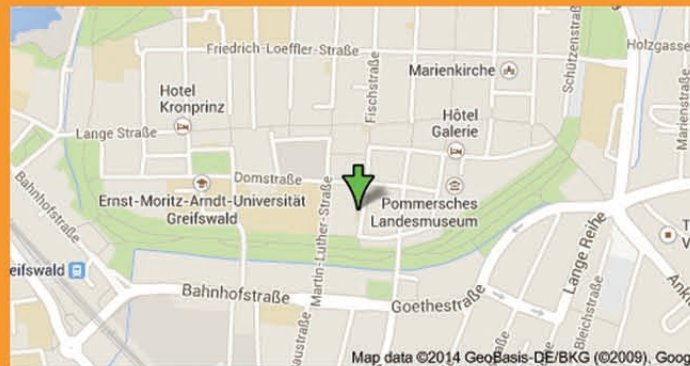 Friedrich-Loeffler-Straße
Holzgasse
Marienkirche
Schützenstraße
Fischstraße
Hotel
Kronprinz
Hôtel
Galerie
Marienstraße
Lange Straße
Domstraße
Ernst-Moritz-Arndt-Universität
Greifswald
Pommersches
Landesmuseum
Bahnhofstraße
Martin-Luther-Straße
eifswald
Bahnhofstraße
Goethestraße
Lange Reihe
Bleichstraße
Map data ©2014 GeoBasis-DE/BKG (©2009), Goog